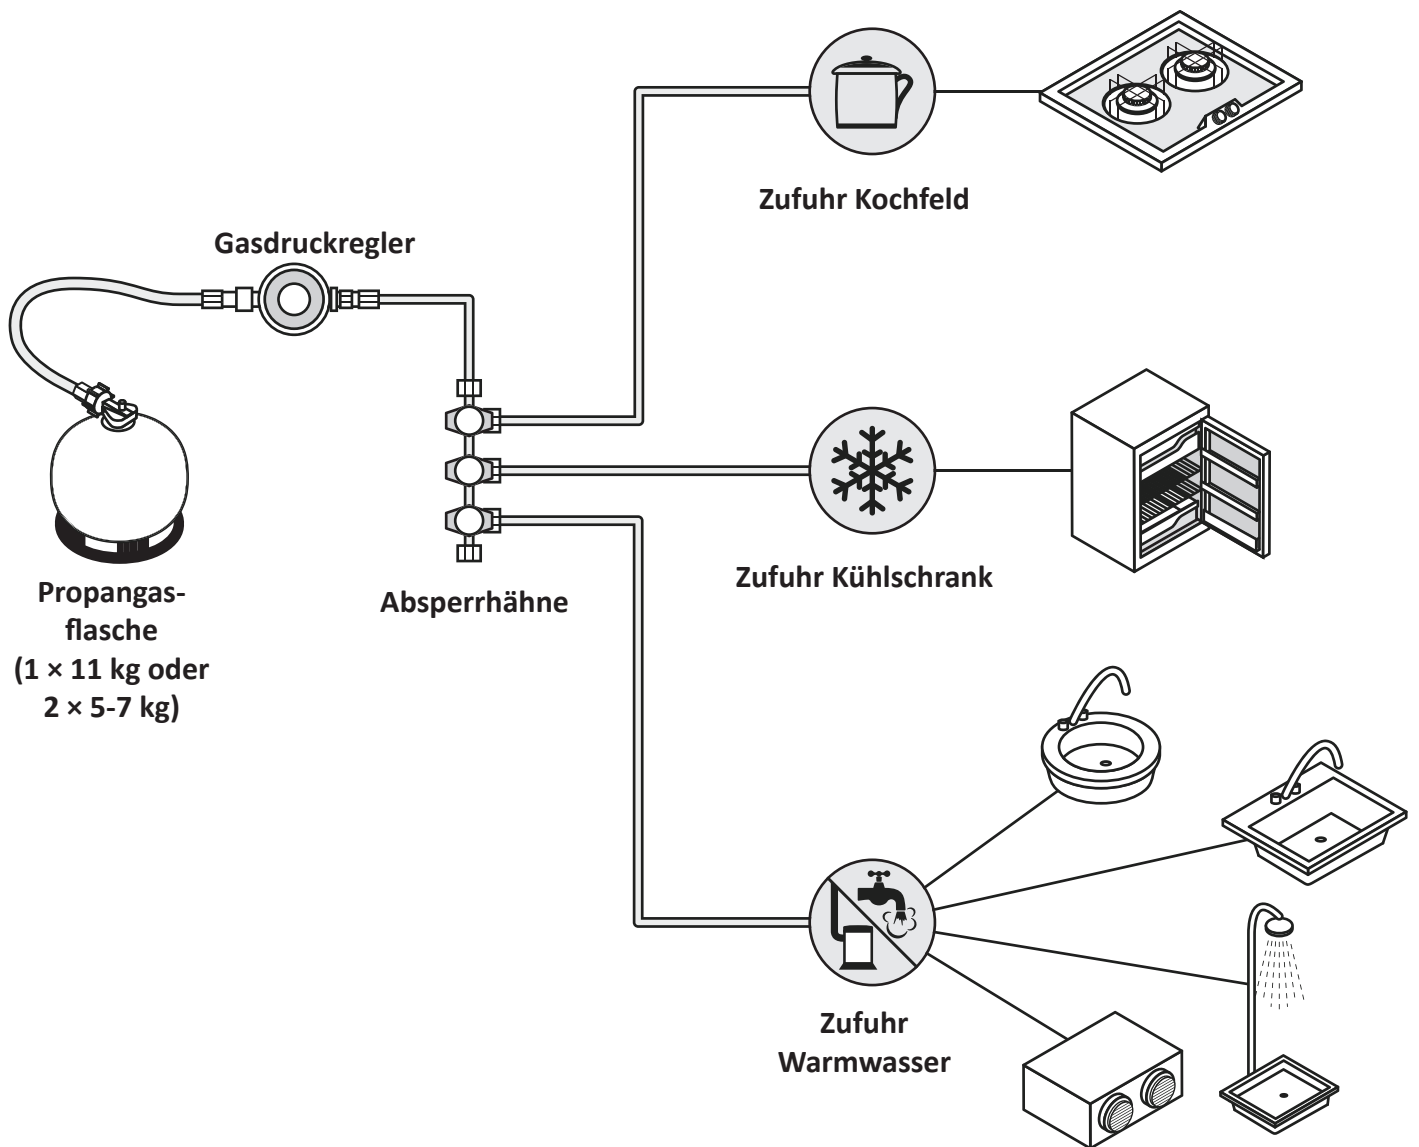 Zufuhr Kochfeld
Gasdruckregler
Zufuhr Kühlschrank
Absperrhähne
Propangas-
flasche
(1 × 11 kg oder
2 × 5-7 kg)
Zufuhr
Warmwasser